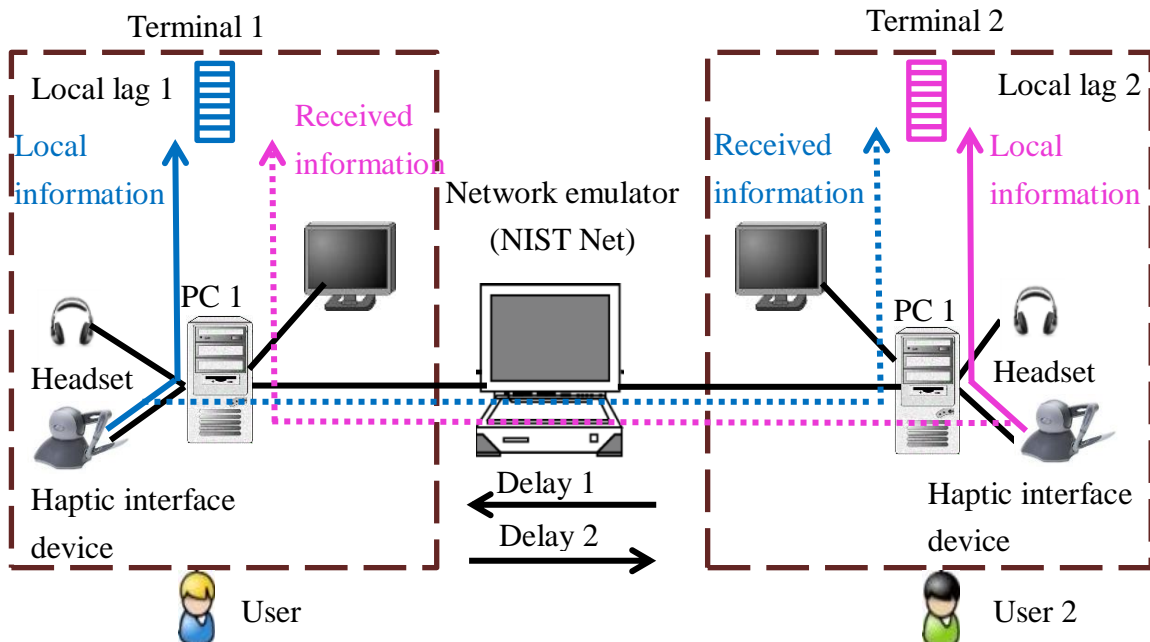 Terminal 1
Terminal 2
Local lag 1
Local lag 2
Local
information
Received
information
Received
information
Local
information
Network emulator
(NIST Net)
PC 1
PC 1
Headset
Headset
Haptic interface
device
Haptic interface
device
Delay 1
Delay 2
User
User 2